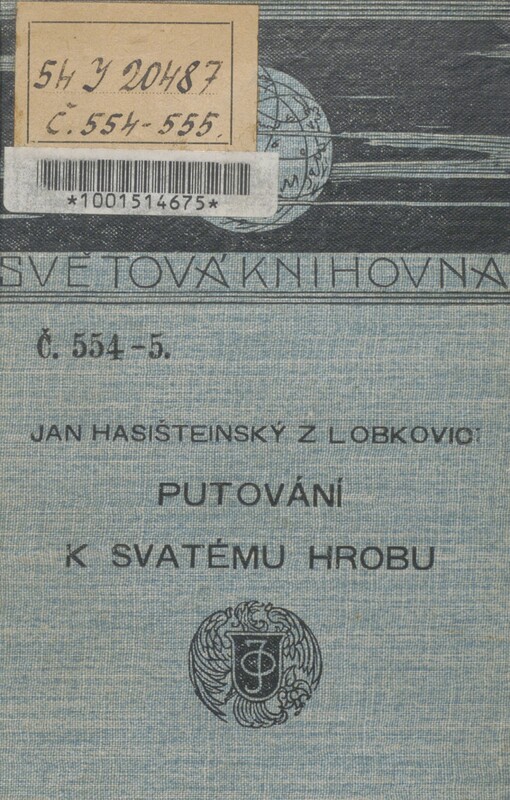 54 J 20487
Č. 554-555.
*1001514675*
SVĚTOVÁ KNIHOVNA
Č. 554-5.
JAN HASIŠTEINSKÝ Z LOBKOVIC:
PUTOVÁNÍ
K SVATÉMU HROBU